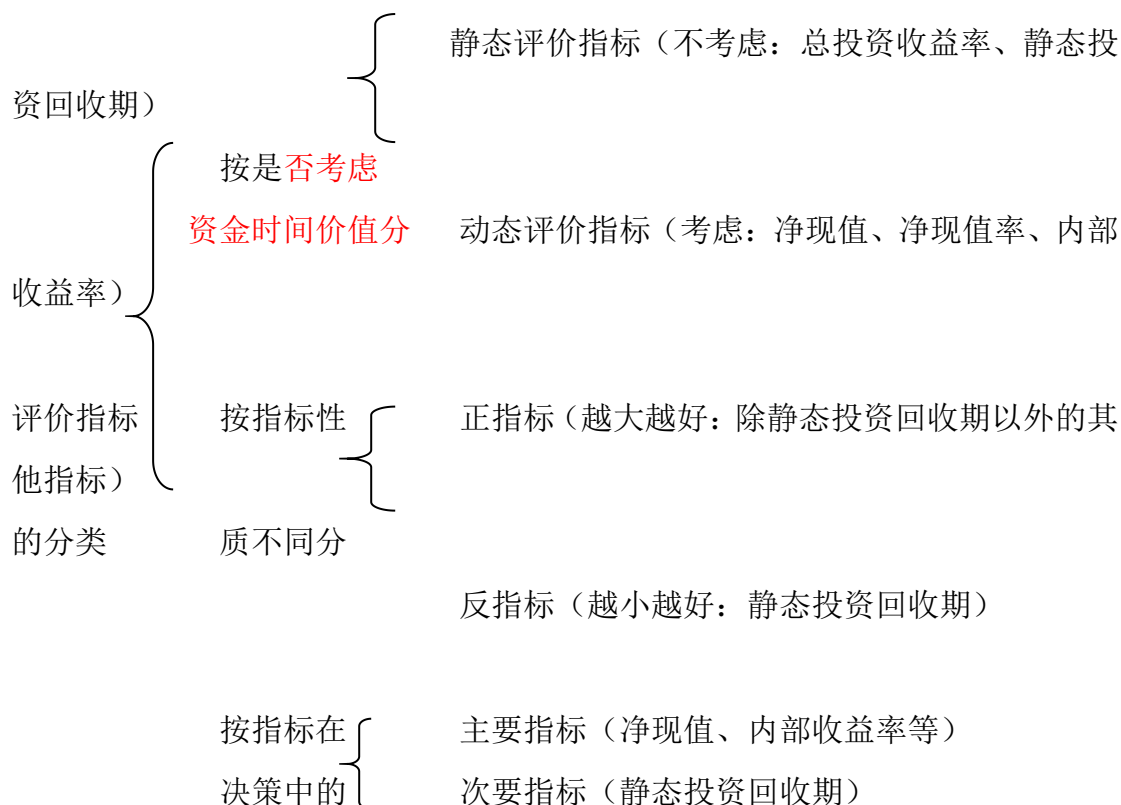 静态评价指标（不考虑：总投资收益率、静态投
资回收期）
按是否考虑
资金时间价值分 动态评价指标（考虑：净现值、净现值率、内部
收益率）
评价指标 按指标性 正指标（越大越好：除静态投资回收期以外的其
他指标）
的分类 质不同分
反指标（越小越好：静态投资回收期）
按指标在 主要指标（净现值、内部收益率等）
决策中的 次要指标（静态投资回收期）